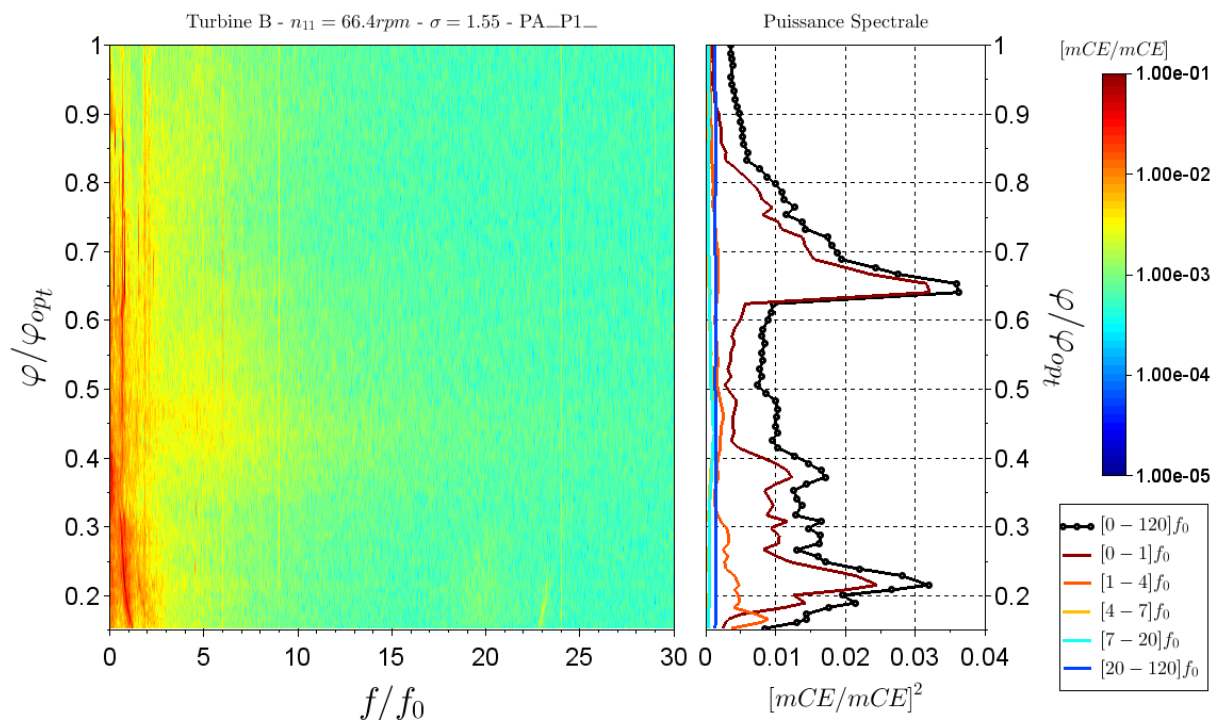 Turbine B - n₁₁ = 66.4rpm - σ = 1.55 - PA_P1_
Puissance Spectrale
[mCE/mCE]
1
0.9
0.8
0.7
0.6
0.5
0.4
0.3
0.2
φ/φopt
0
5
10
15
20
25
30
f/f₀
1
0.9
0.8
0.7
0.6
0.5
0.4
0.3
0.2
φ/φopt
0
0.01
0.02
0.03
0.04
[mCE/mCE]²
1.00e-01
1.00e-02
1.00e-03
1.00e-04
1.00e-05
[0 − 120]f₀
[0 − 1]f₀
[1 − 4]f₀
[4 − 7]f₀
[7 − 20]f₀
[20 − 120]f₀